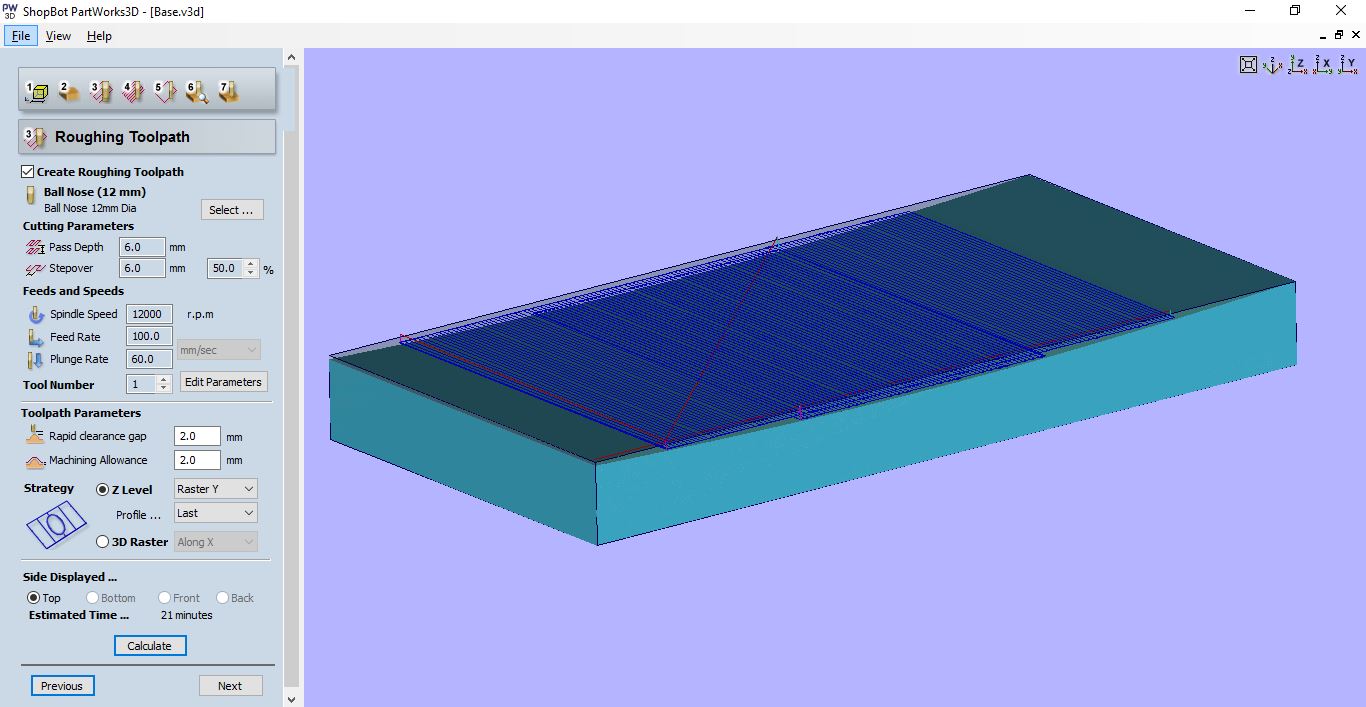 PW 3D ShopBot PartWorks3D - [Base.v3d]
File View Help
1 2 3 4 5 6 7
3 Roughing Toolpath
Create Roughing Toolpath
Ball Nose (12 mm)
Ball Nose 12mm Dia
Select ...
Cutting Parameters
Pass Depth 6.0 mm
Stepover 6.0 mm 50.0 %
Feeds and Speeds
Spindle Speed 12000 r.p.m
Feed Rate 100.0
mm/sec
Plunge Rate 60.0
Tool Number 1 Edit Parameters
Toolpath Parameters
Rapid clearance gap 2.0 mm
Machining Allowance 2.0 mm
Strategy Z Level Raster Y
Profile ... Last
3D Raster Along X
Side Displayed ...
Top Bottom Front Back
Estimated Time ... 21 minutes
Calculate
Previous Next